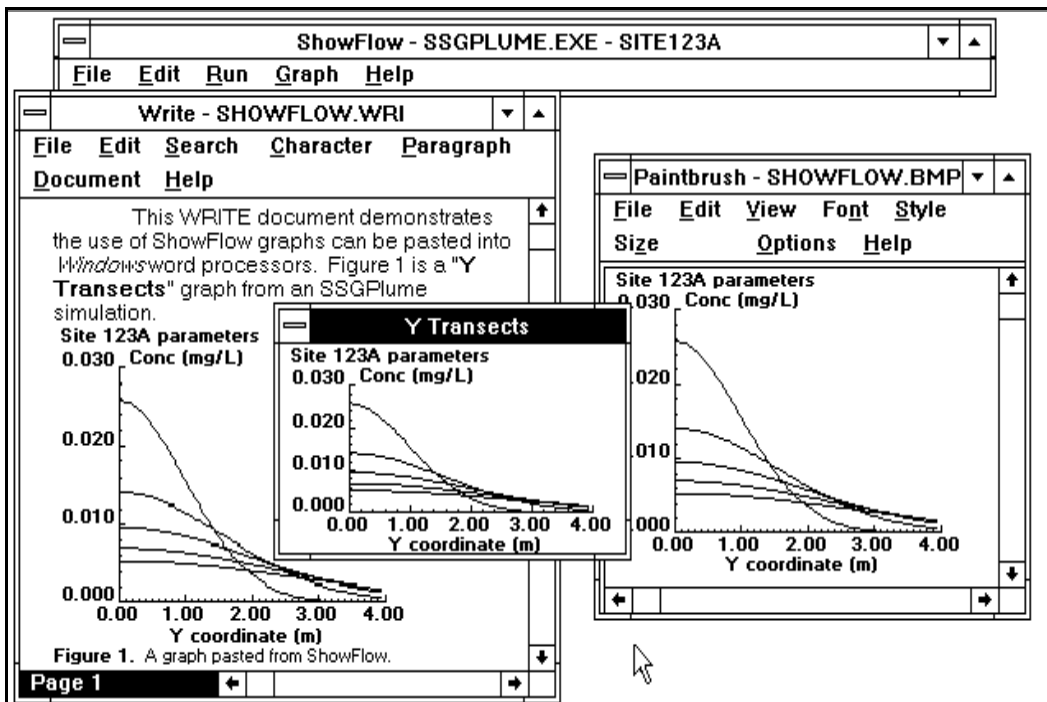 ShowFlow - SSGPLUME.EXE - SITE123A
File Edit Run Graph Help
Write - SHOWFLOW.WRI
File Edit Search Character Paragraph
Document Help
This WRITE document demonstrates
the use of ShowFlow graphs can be pasted into
Windows word processors. Figure 1 is a "Y
Transects" graph from an SSGPlume
simulation.
Site 123A parameters
0.030 Conc (mg/L)
0.020
0.010
0.000
0.00 1.00 2.00 3.00 4.00
Y coordinate (m)
Figure 1. A graph pasted from ShowFlow.
Page 1
Y Transects
Site 123A parameters
0.030 Conc (mg/L)
0.020
0.010
0.000
0.00 1.00 2.00 3.00 4.00
Y coordinate (m)
Paintbrush - SHOWFLOW.BMP
File Edit View Font Style
Size Options Help
Site 123A parameters
0.030 Conc (mg/L)
.020
.010
.000
0.00 1.00 2.00 3.00 4.00
Y coordinate (m)